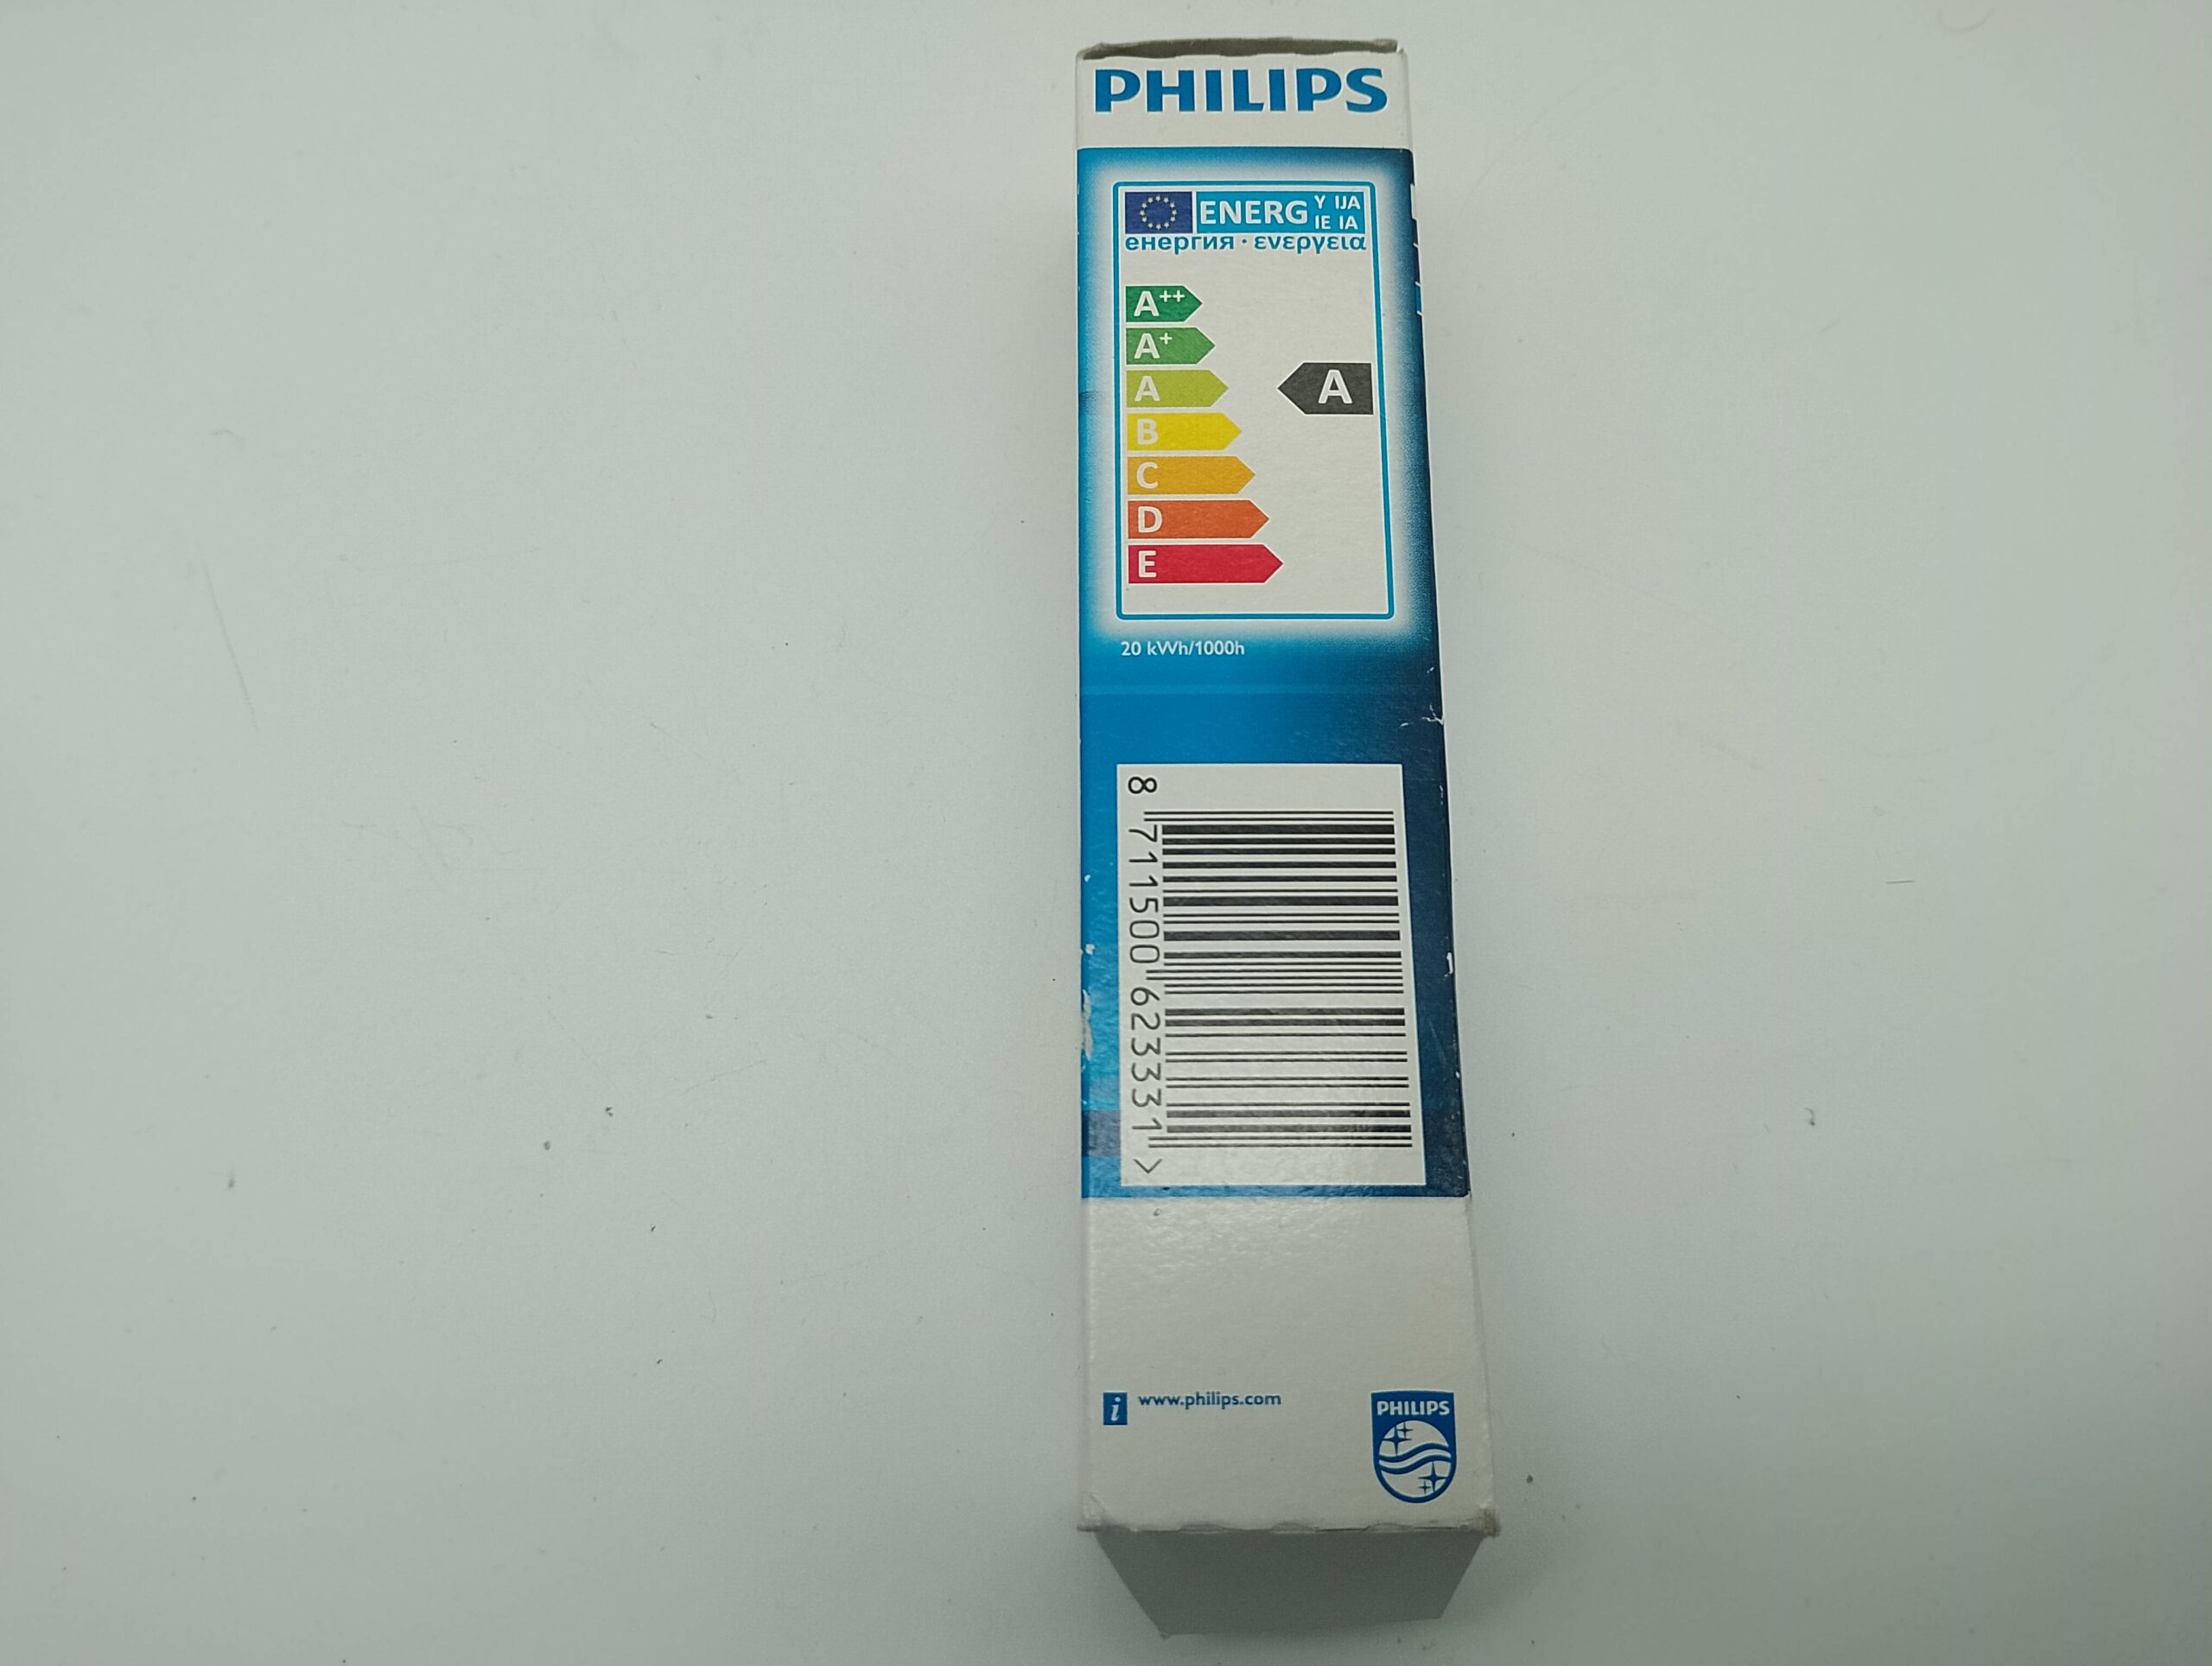 PHILIPS
ENERG Y IJA
IE IA
енергия · ενεργεια
A++
A+
A
A
B
C
D
E
20 kWh/1000h
8 711500 623331 >
i www.philips.com
PHILIPS